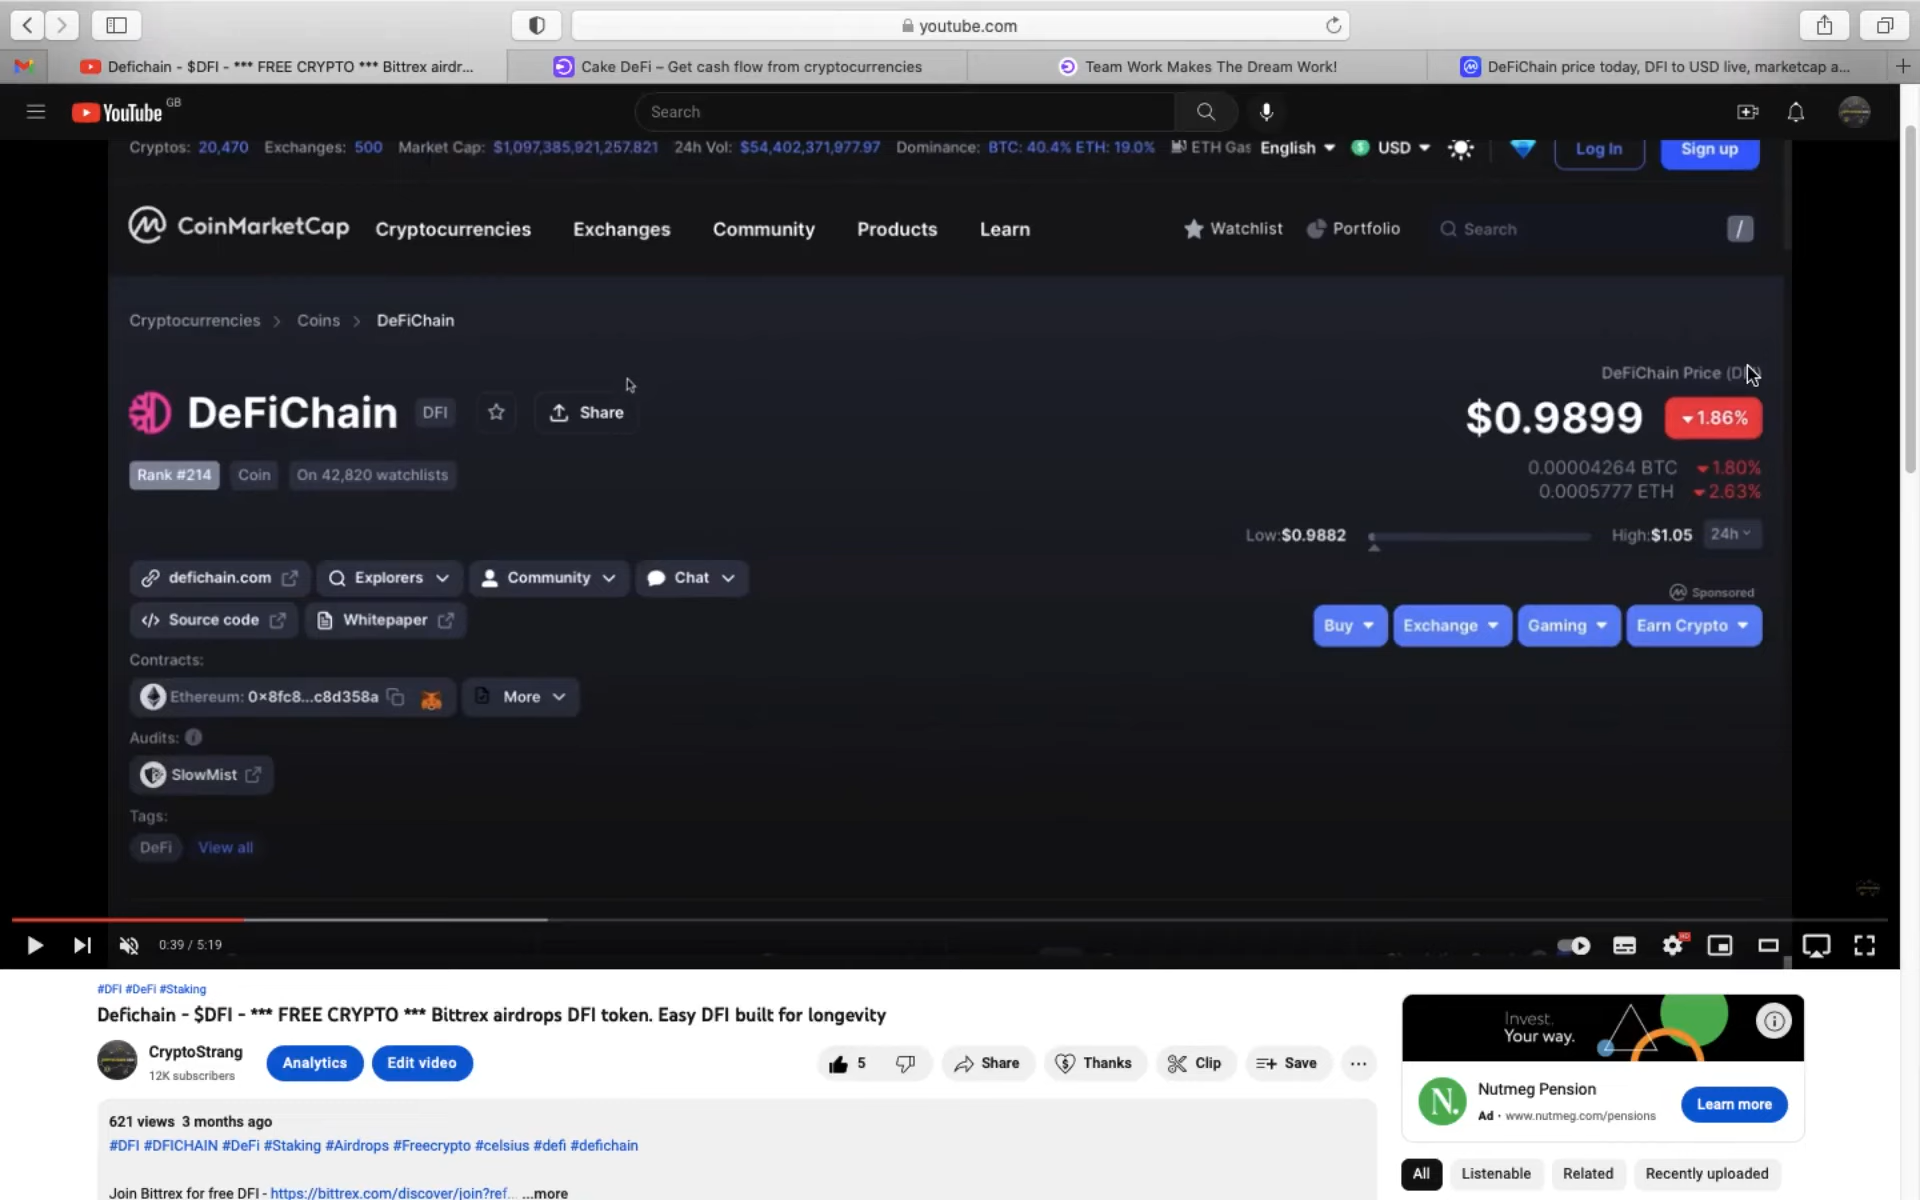 youtube.com
Defichain - $DFI - *** FREE CRYPTO *** Bittrex airdr...
Cake DeFi – Get cash flow from cryptocurrencies
Team Work Makes The Dream Work!
DeFiChain price today, DFI to USD live, marketcap a...
YouTube GB
Search
Cryptos: 20,470 Exchanges: 500 Market Cap: $1,097,385,921,257.821 24h Vol: $54,402,371,977.97 Dominance: BTC: 40.4% ETH: 19.0% ETH Gas English USD Log In Sign up
CoinMarketCap Cryptocurrencies Exchanges Community Products Learn Watchlist Portfolio Search /
Cryptocurrencies > Coins > DeFiChain
DeFiChain Price
DeFiChain DFI Share
$0.9899 1.86%
Rank #214 Coin On 42,820 watchlists
0.00004264 BTC 1.80%
0.0005777 ETH 2.63%
Low:$0.9882 High:$1.05 24h
defichain.com Explorers Community Chat
Sponsored
Source code Whitepaper
Buy Exchange Gaming Earn Crypto
Contracts:
Ethereum: 0x8fc8...c8d358a More
Audits:
SlowMist
Tags:
DeFi View all
0:39 / 5:19
HD
#DFI #DeFi #Staking
Defichain - $DFI - *** FREE CRYPTO *** Bittrex airdrops DFI token. Easy DFI built for longevity
CryptoStrang
12K subscribers
Analytics Edit video
5 Share Thanks Clip Save ...
621 views 3 months ago
#DFI #DFICHAIN #DeFi #Staking #Airdrops #Freecrypto #celsius #defi #defichain
Join Bittrex for free DFI - https://bittrex.com/discover/join?ref... ...more
Invest.
Your way.
N.
Nutmeg Pension
Ad · www.nutmeg.com/pensions
Learn more
All Listenable Related Recently uploaded